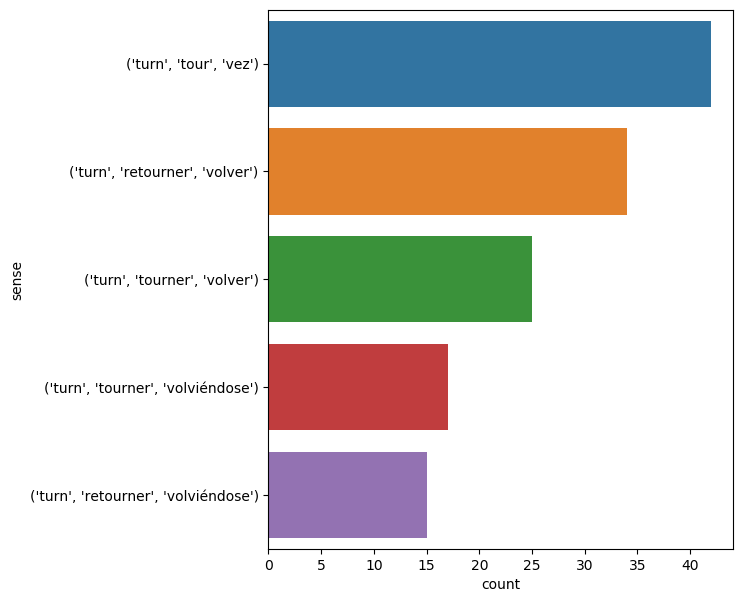 ('turn', 'tour', 'vez')
('turn', 'retourner', 'volver')
('turn', 'tourner', 'volver')
('turn', 'tourner', 'volviéndose')
('turn', 'retourner', 'volviéndose')
sense
0 5 10 15 20 25 30 35 40
count